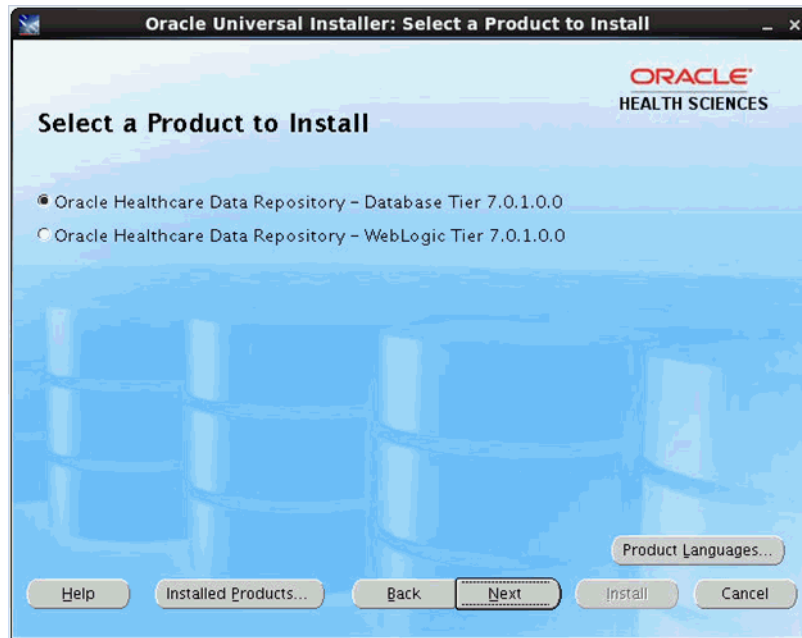 Oracle Universal Installer: Select a Product to Install
ORACLE
HEALTH SCIENCES
Select a Product to Install
Oracle Healthcare Data Repository – Database Tier 7.0.1.0.0
Oracle Healthcare Data Repository – WebLogic Tier 7.0.1.0.0
Product Languages...
Help Installed Products... Back Next Install Cancel